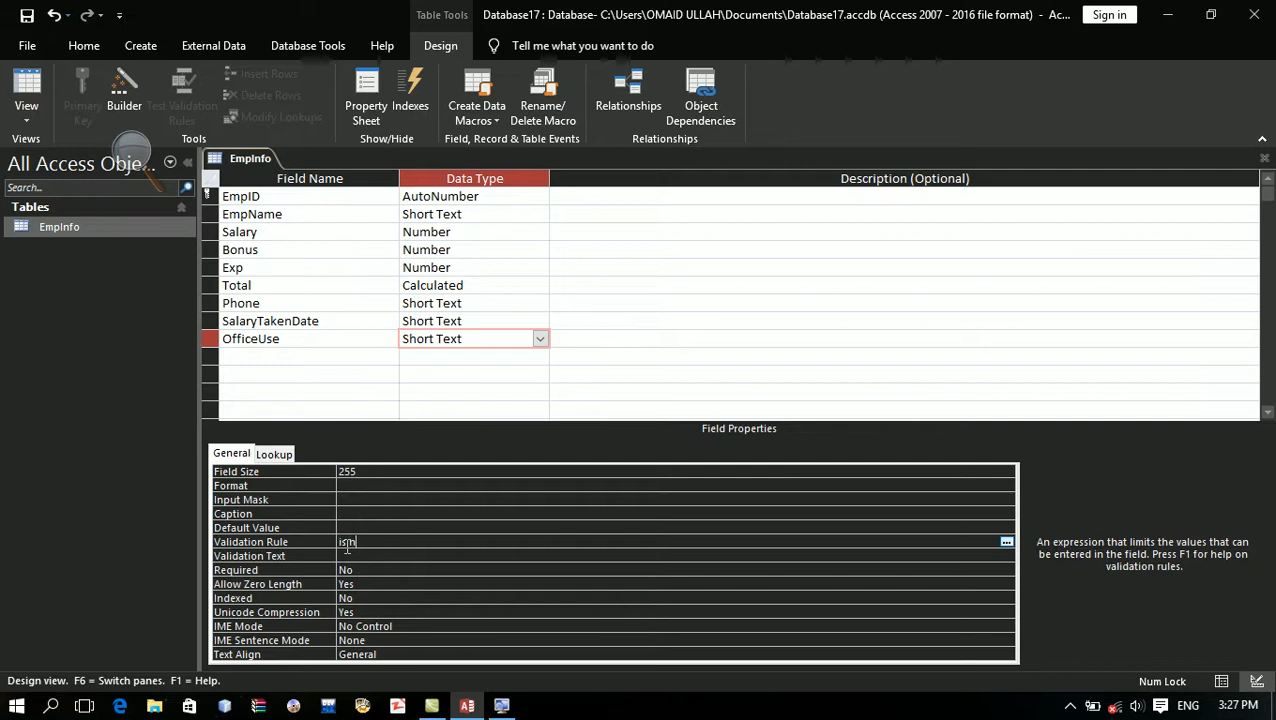 Table Tools
Database17 : Database- C:\Users\OMAID ULLAH\Documents\Database17.accdb (Access 2007 - 2016 file format) - Ac...
Sign in
File Home Create External Data Database Tools Help Design Tell me what you want to do
View
Primary Key
Builder
Test Validation Rules
Insert Rows
Delete Rows
Modify Lookups
Property Sheet
Indexes
Create Data Macros
Rename/ Delete Macro
Relationships
Object Dependencies
Views Tools Show/Hide Field, Record & Table Events Relationships
All Access Obje...
Search...
Tables
EmpInfo
EmpInfo
Field Name Data Type Description (Optional)
EmpID AutoNumber
EmpName Short Text
Salary Number
Bonus Number
Exp Number
Total Calculated
Phone Short Text
SalaryTakenDate Short Text
OfficeUse Short Text
Field Properties
General Lookup
Field Size 255
Format
Input Mask
Caption
Default Value
Validation Rule ism
Validation Text
Required No
Allow Zero Length Yes
Indexed No
Unicode Compression Yes
IME Mode No Control
IME Sentence Mode None
Text Align General
An expression that limits the values that can
be entered in the field. Press F1 for help on
validation rules.
Design view. F6 = Switch panes. F1 = Help.
Num Lock
ENG 3:27 PM